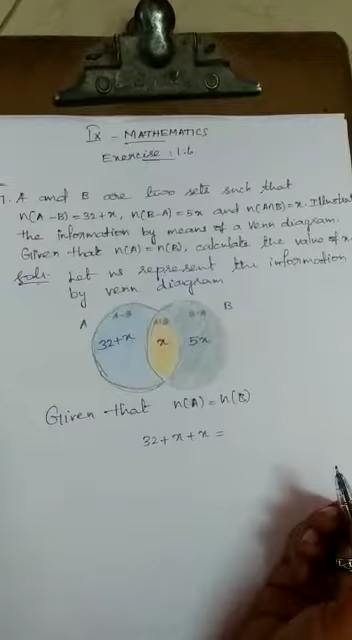 IX - MATHEMATICS
Exercise : 1.6
7. A and B are two sets such that
n(A-B) = 32+x, n(B-A) = 5x and n(A∩B) = x. Illustrat
the information by means of a venn diagram.
Given that n(A) = n(B), calculate the value of x.
Soln: Let us represent the information
by venn diagram
A B
A-B A∩B B-A
32+x x 5x
Given that n(A) = n(B)
32+x+x =